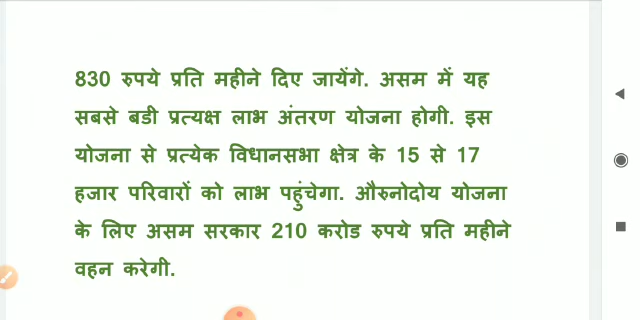 830 रुपये प्रति महीने दिए जायेंगे. असम में यह
सबसे बडी प्रत्यक्ष लाभ अंतरण योजना होगी. इस
योजना से प्रत्येक विधानसभा क्षेत्र के 15 से 17
हजार परिवारों को लाभ पहुंचेगा. औरुनोदोय योजना
के लिए असम सरकार 210 करोड रुपये प्रति महीने
वहन करेगी.